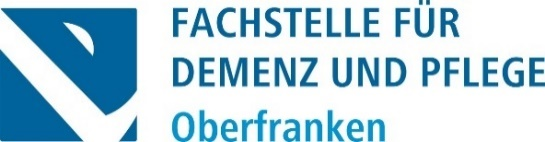 FACHSTELLE FÜR
DEMENZ UND PFLEGE
Oberfranken